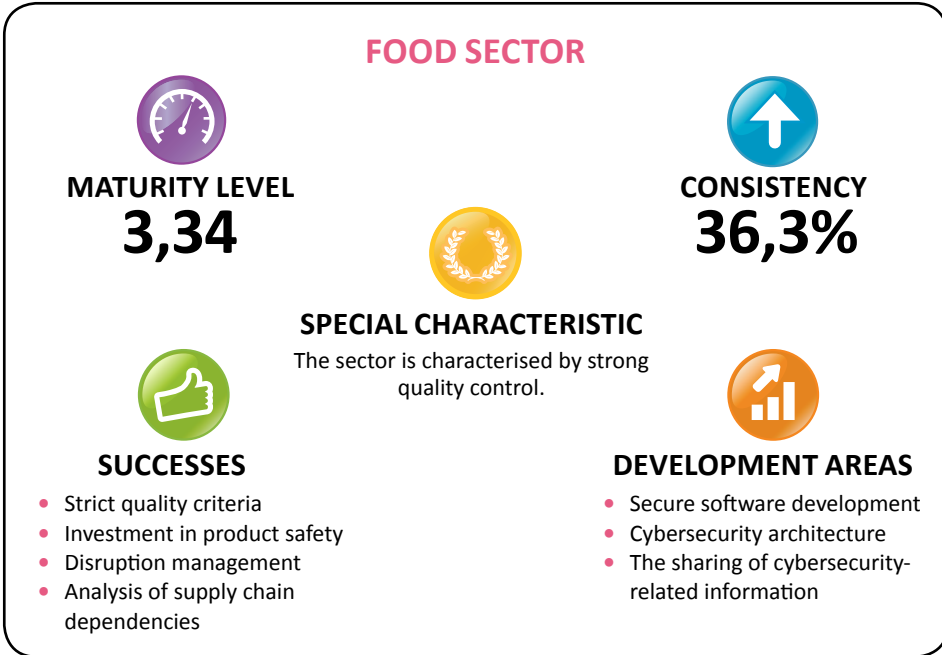 FOOD SECTOR
MATURITY LEVEL
3,34
CONSISTENCY
36,3%
SPECIAL CHARACTERISTIC
The sector is characterised by strong
quality control.
SUCCESSES
• Strict quality criteria
• Investment in product safety
• Disruption management
• Analysis of supply chain
dependencies
DEVELOPMENT AREAS
• Secure software development
• Cybersecurity architecture
• The sharing of cybersecurity-
related information